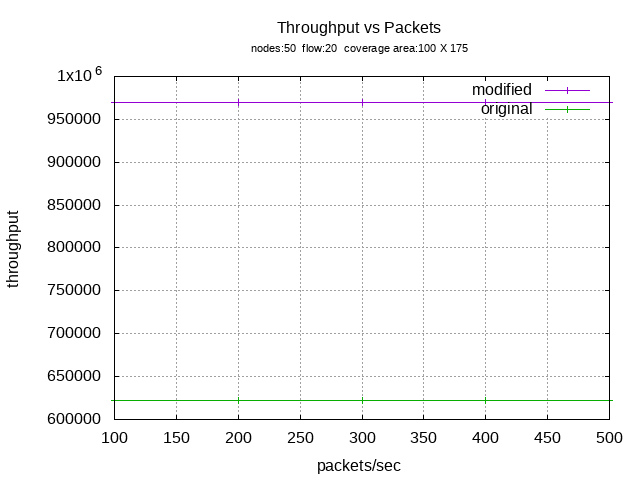 Throughput vs Packets
nodes:50  flow:20  coverage area:100 X 175
1x10 6
modified
original
950000
900000
850000
800000
750000
700000
650000
600000
throughput
100 150 200 250 300 350 400 450 500
packets/sec